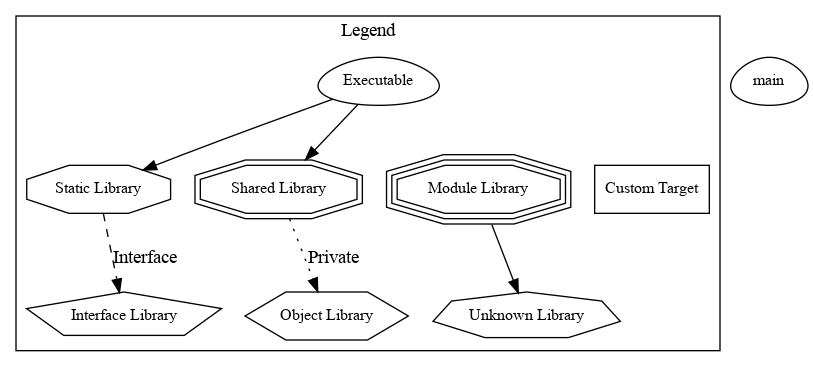 Legend
Executable
main
Static Library
Shared Library
Module Library
Custom Target
Interface
Private
Interface Library
Object Library
Unknown Library